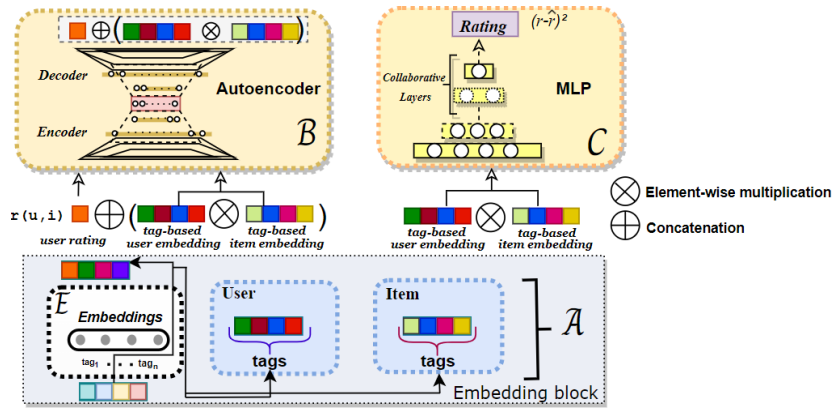 Decoder
Encoder
Autoencoder
B
Rating
(r-r̂)²
Collaborative
Layers
MLP
C
r(u,i)
user rating
(
tag-based
user embedding
tag-based
item embedding
)
tag-based
user embedding
tag-based
item embedding
Element-wise multiplication
Concatenation
E
Embeddings
tag₁ . . . . tagₙ
User
tags
Item
tags
A
Embedding block